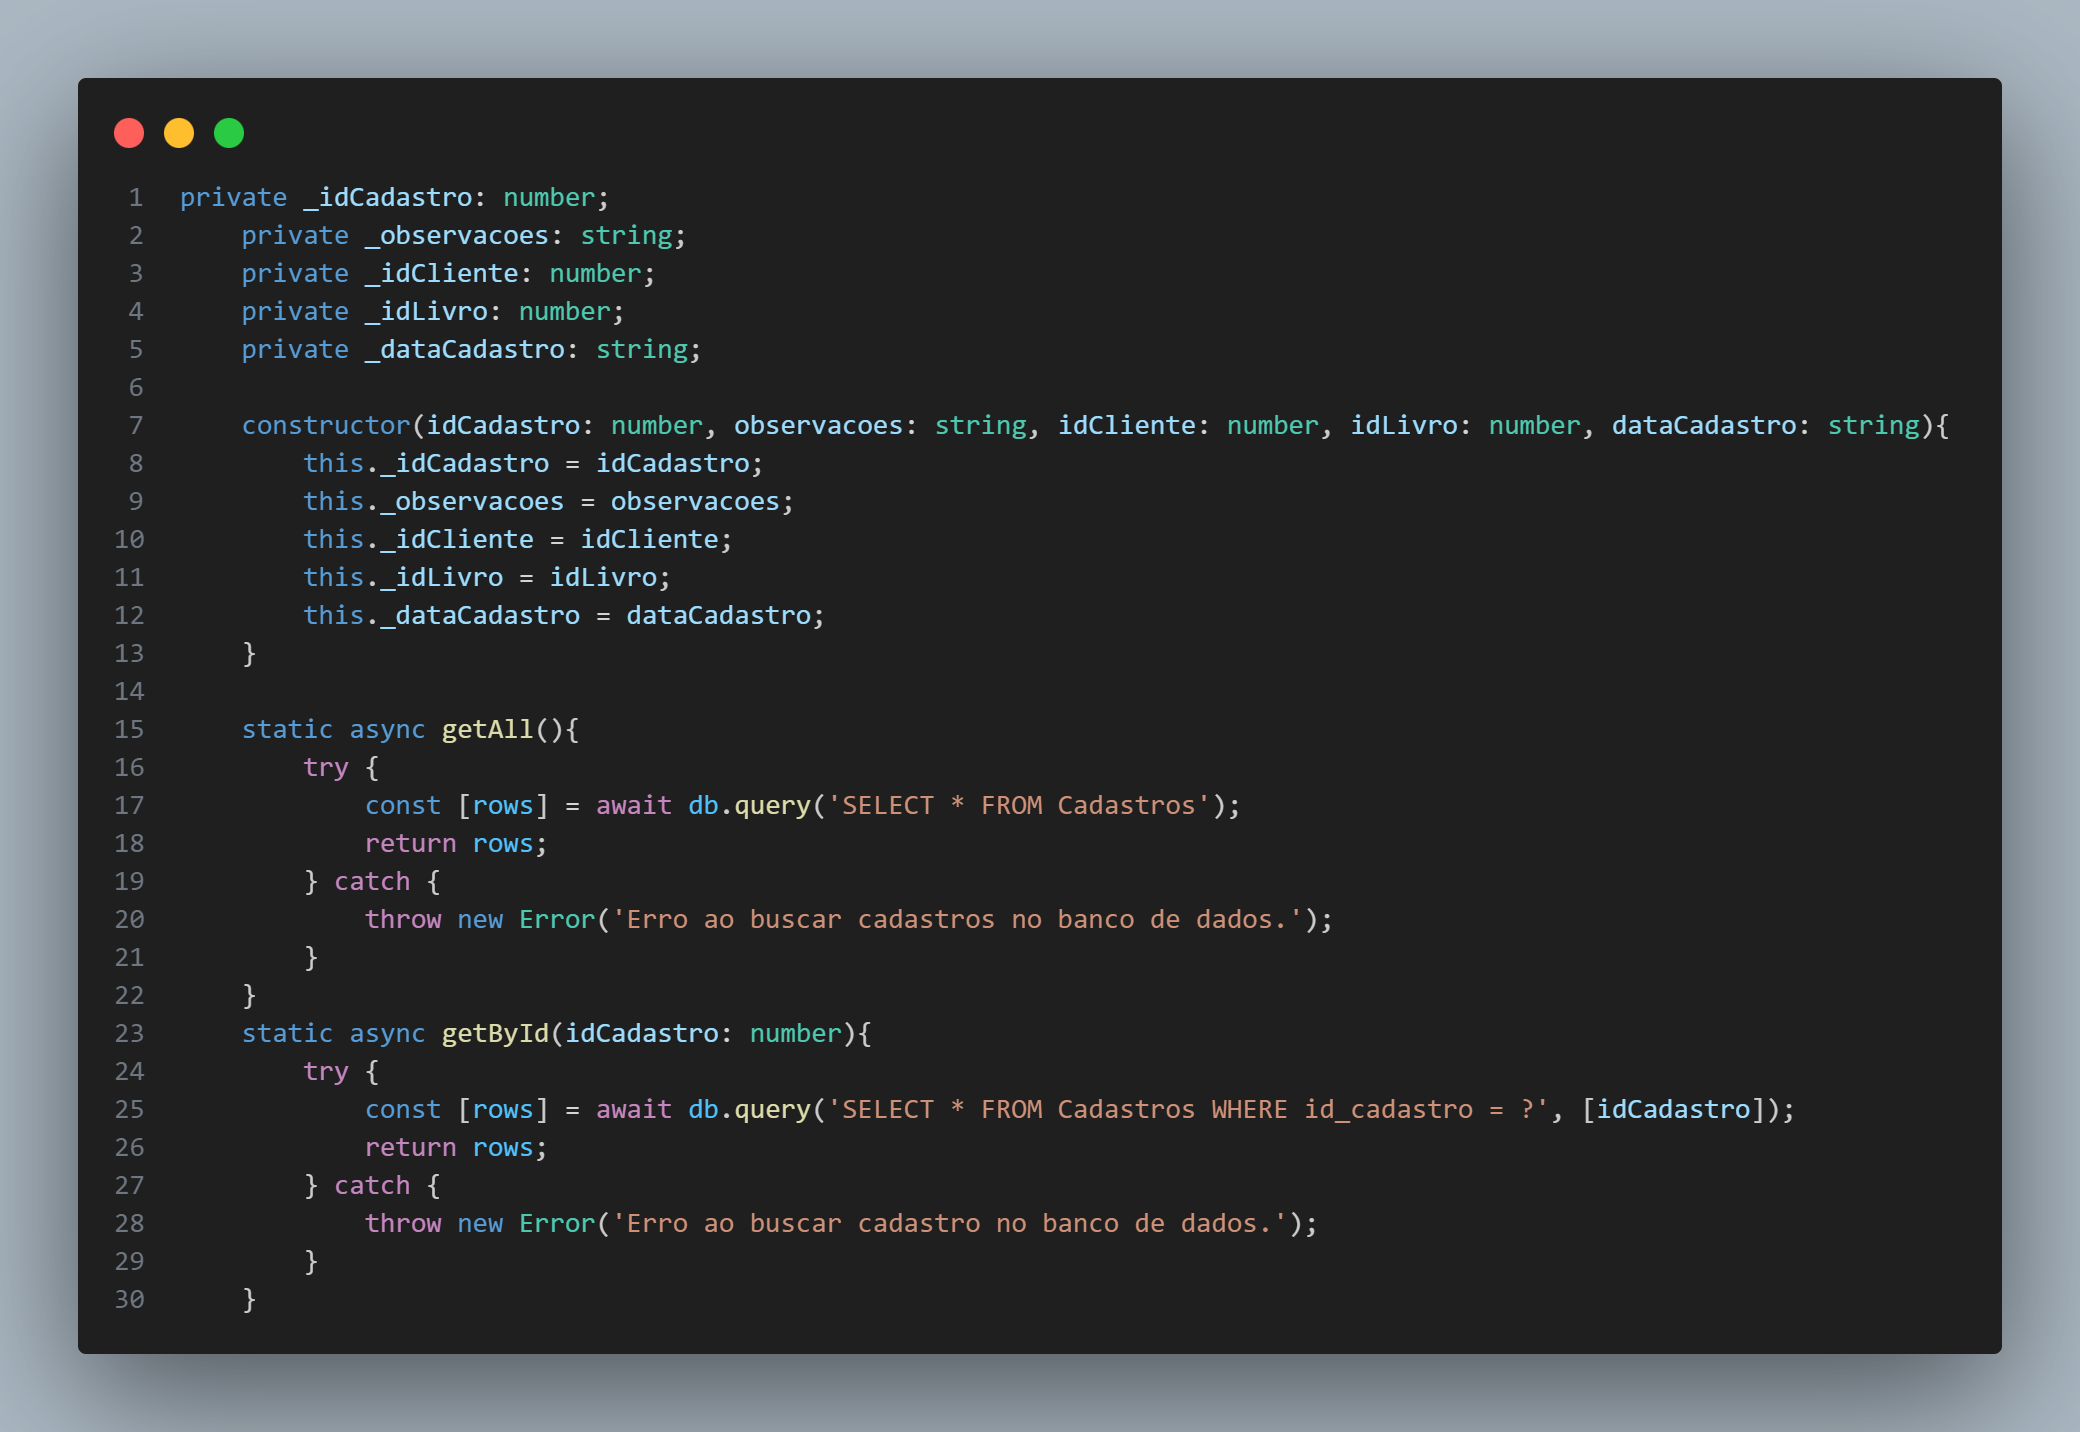 1 private _idCadastro: number;
2     private _observacoes: string;
3     private _idCliente: number;
4     private _idLivro: number;
5     private _dataCadastro: string;
6
7     constructor(idCadastro: number, observacoes: string, idCliente: number, idLivro: number, dataCadastro: string){
8         this._idCadastro = idCadastro;
9         this._observacoes = observacoes;
10         this._idCliente = idCliente;
11         this._idLivro = idLivro;
12         this._dataCadastro = dataCadastro;
13     }
14
15     static async getAll(){
16         try {
17             const [rows] = await db.query('SELECT * FROM Cadastros');
18             return rows;
19         } catch {
20             throw new Error('Erro ao buscar cadastros no banco de dados.');
21         }
22     }
23     static async getById(idCadastro: number){
24         try {
25             const [rows] = await db.query('SELECT * FROM Cadastros WHERE id_cadastro = ?', [idCadastro]);
26             return rows;
27         } catch {
28             throw new Error('Erro ao buscar cadastro no banco de dados.');
29         }
30     }